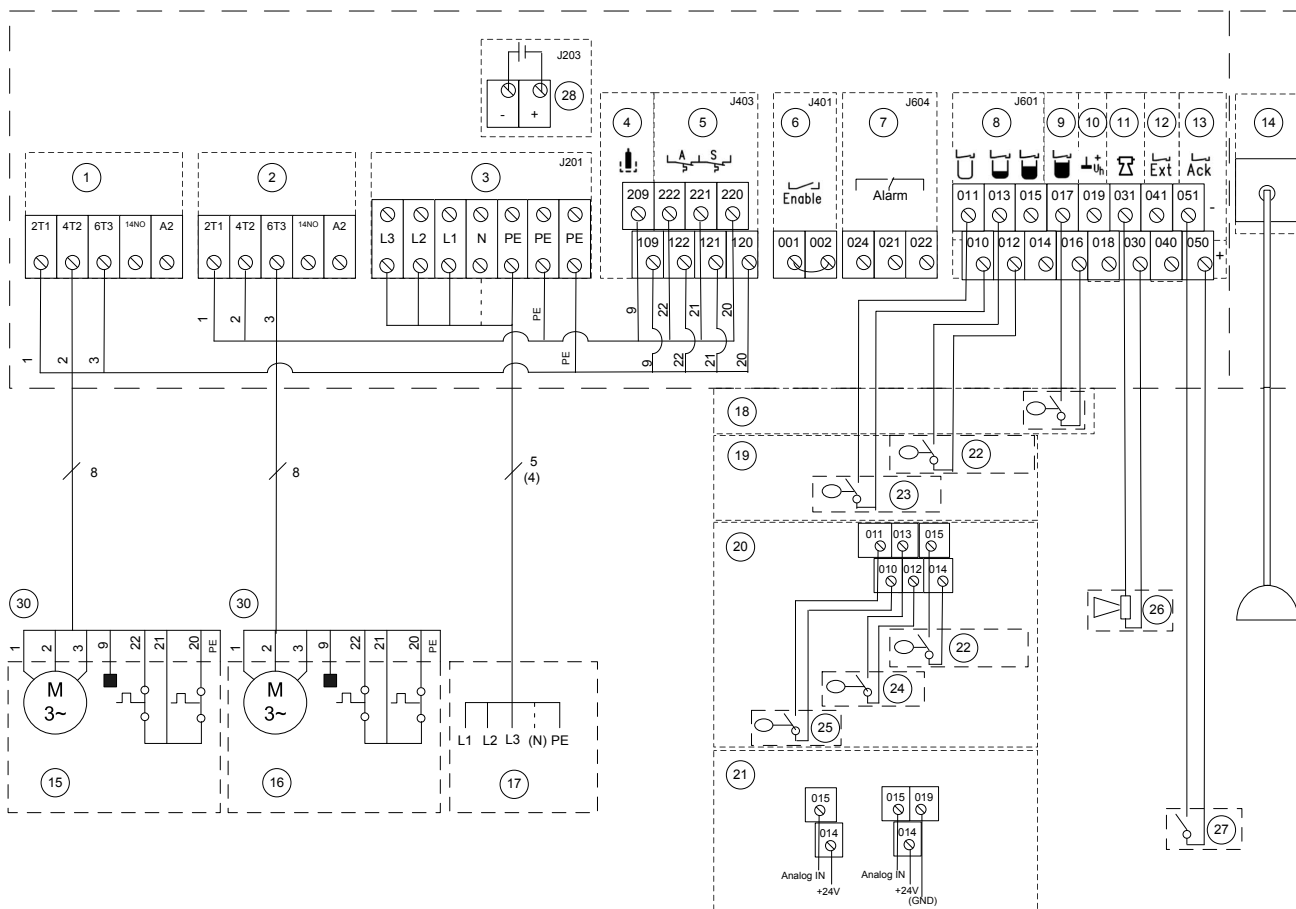 J203
28
- +
J403
J401
J604
J601
4 5 6 7 8 9 10 11 12 13 14
1 2 3
J201
A S
Enable
Alarm
+
Uh
Ext
Ack
2T1 4T2 6T3 14NO A2
2T1 4T2 6T3 14NO A2
L3 L2 L1 N PE PE PE
209 222 221 220
109 122 121 120
001 002
024 021 022
011 013 015 017 019 031 041 051 -
010 012 014 016 018 030 040 050 +
1 2 3
1 2 3
PE
PE
9 22 21 20
9 22 21 20
18
19
22
23
8
8
5
(4)
20
011 013 015
010 012 014
22
24
25
26
27
30
1 2 3 9 22 21 20 PE
M
3~
15
30
1 2 3 9 22 21 20 PE
M
3~
16
L1 L2 L3 (N) PE
17
21
015
014
Analog IN
+24V
015 019
014
Analog IN
+24V
(GND)